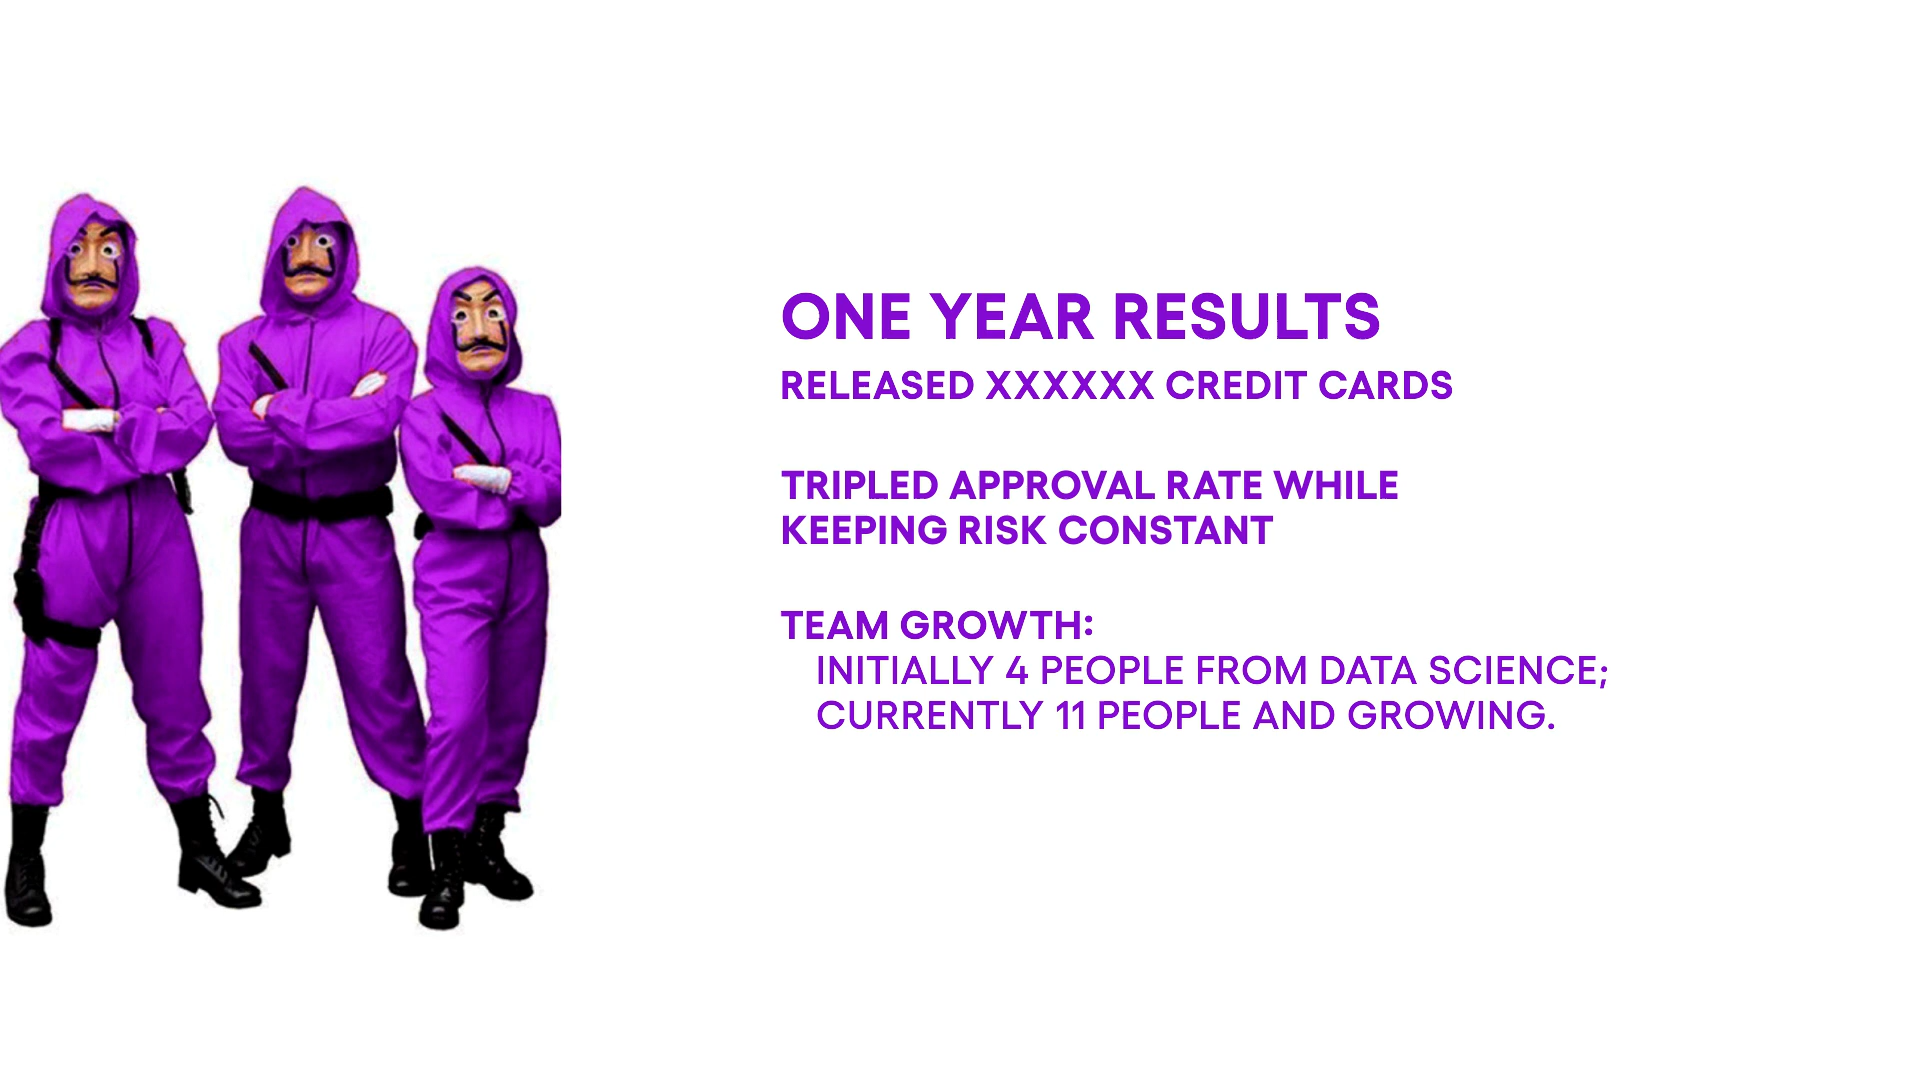 ONE YEAR RESULTS
RELEASED XXXXXX CREDIT CARDS
TRIPLED APPROVAL RATE WHILE
KEEPING RISK CONSTANT
TEAM GROWTH:
INITIALLY 4 PEOPLE FROM DATA SCIENCE;
CURRENTLY 11 PEOPLE AND GROWING.